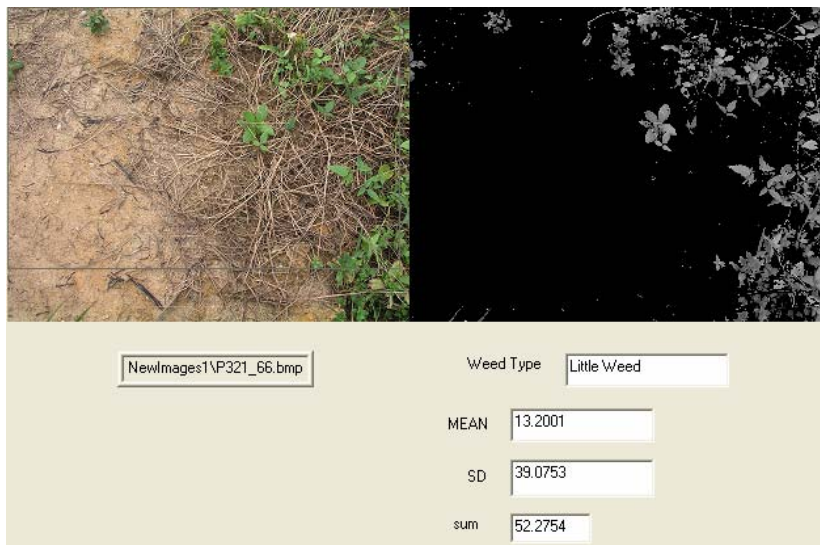 NewImages1\P321_66.bmp
Weed Type Little Weed
MEAN 13.2001
SD 39.0753
sum 52.2754